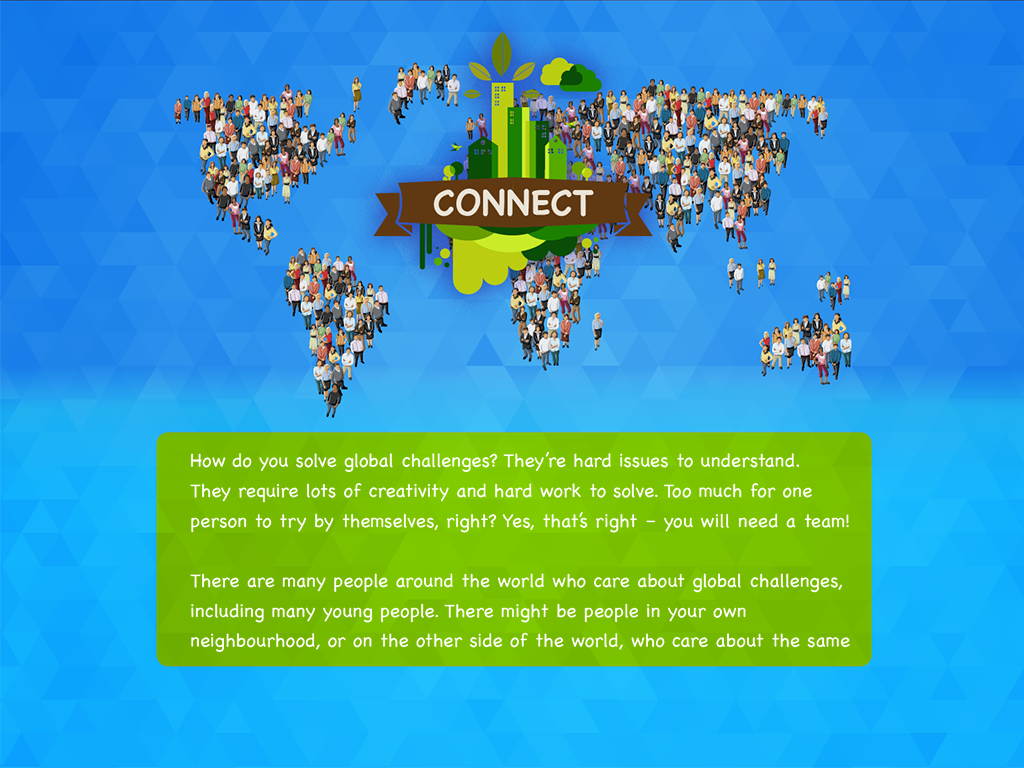 CONNECT
How do you solve global challenges? They're hard issues to understand.
They require lots of creativity and hard work to solve. Too much for one
person to try by themselves, right? Yes, that's right – you will need a team!
There are many people around the world who care about global challenges,
including many young people. There might be people in your own
neighbourhood, or on the other side of the world, who care about the same